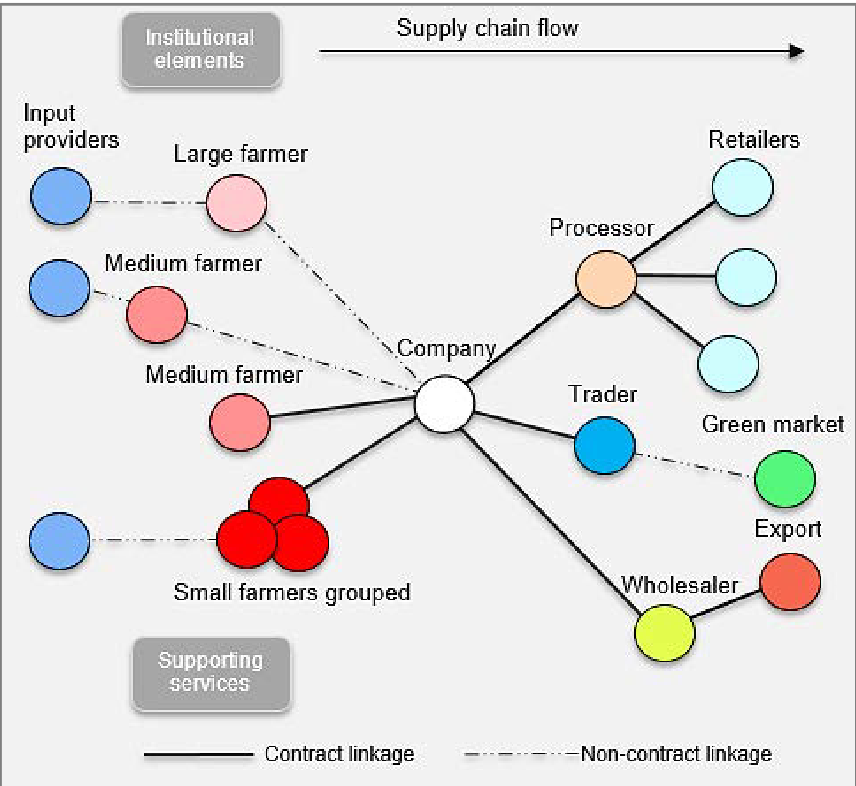 Institutional
elements
Supply chain flow
Input
providers
Large farmer
Retailers
Processor
Medium farmer
Company
Medium farmer
Trader
Green market
Export
Small farmers grouped
Wholesaler
Supporting
services
Contract linkage
Non-contract linkage